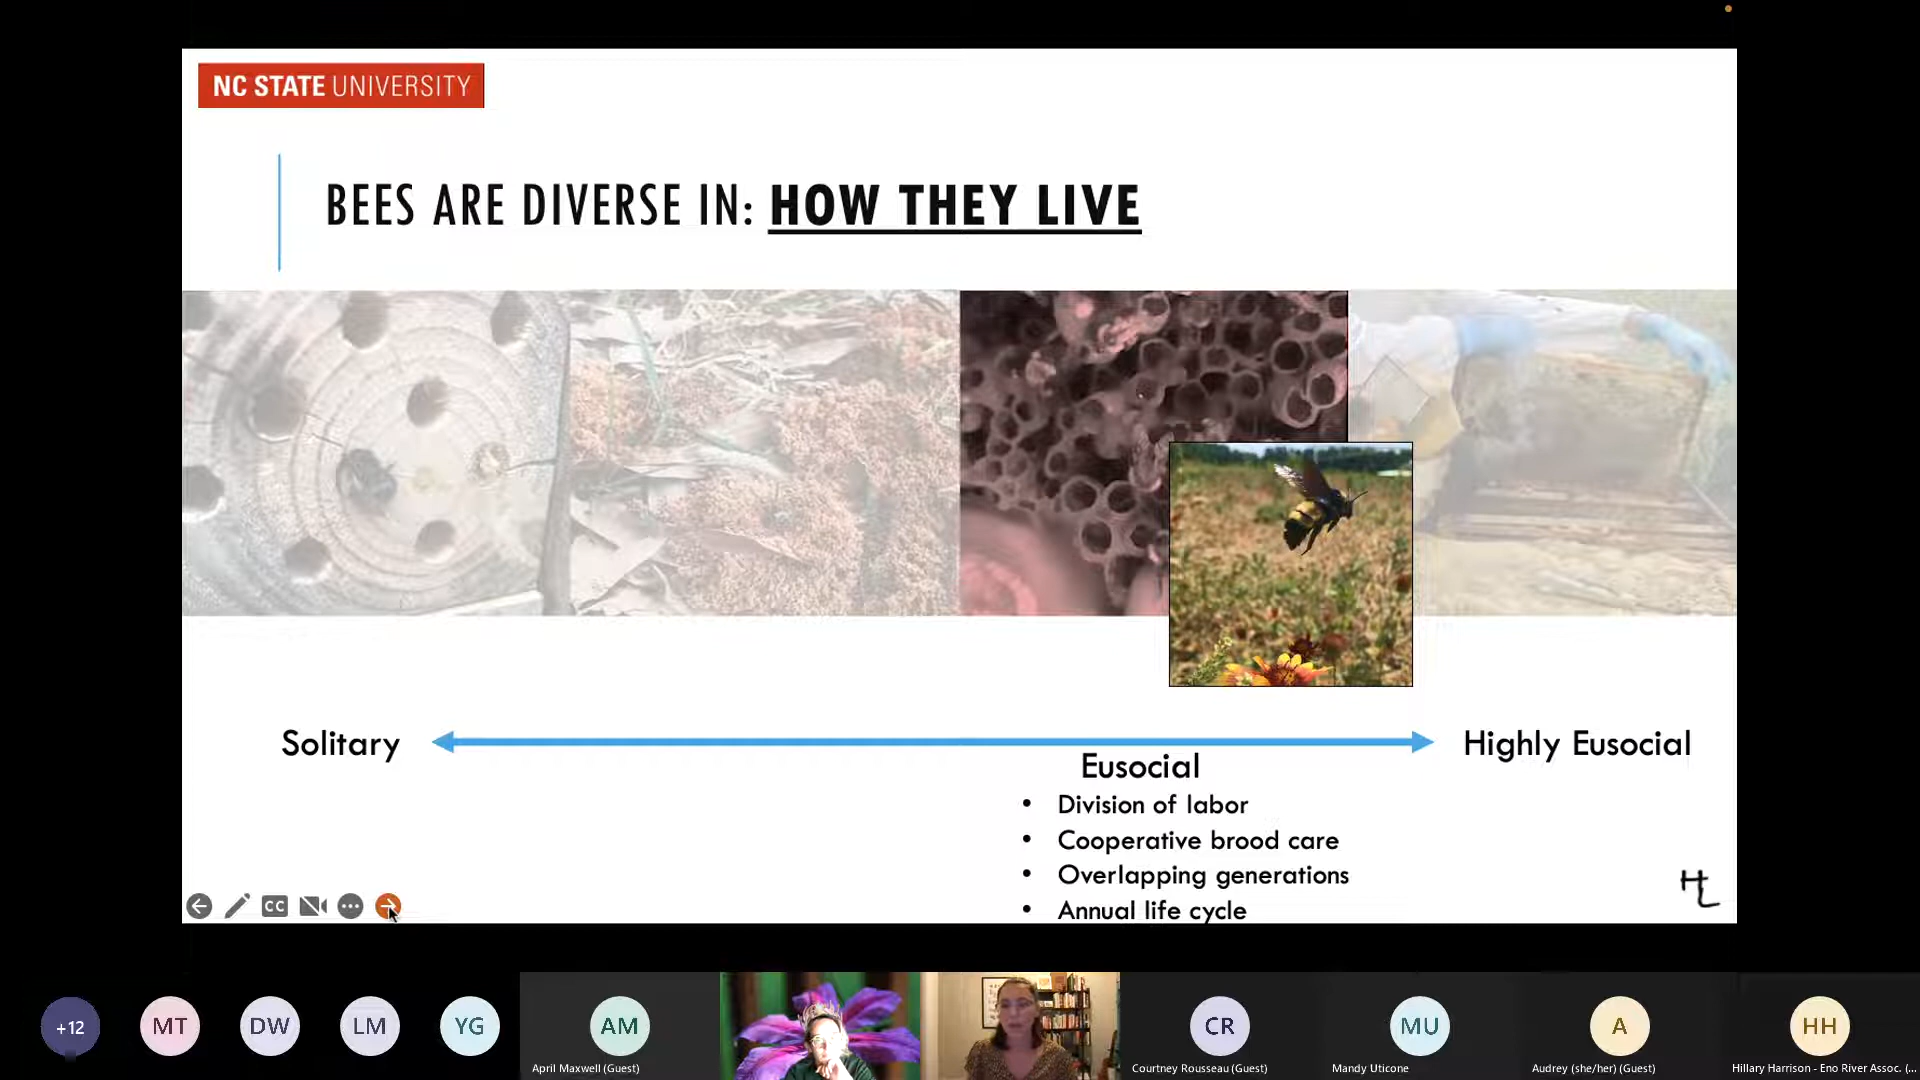 NC STATE UNIVERSITY
BEES ARE DIVERSE IN: HOW THEY LIVE
Solitary
Highly Eusocial
Eusocial
• Division of labor
• Cooperative brood care
• Overlapping generations
• Annual life cycle
HL
CC
+12
MT
DW
LM
YG
AM
CR
MU
A
HH
April Maxwell (Guest)
Courtney Rousseau (Guest)
Mandy Uticone
Audrey (she/her) (Guest)
Hillary Harrison - Eno River Assoc. (...